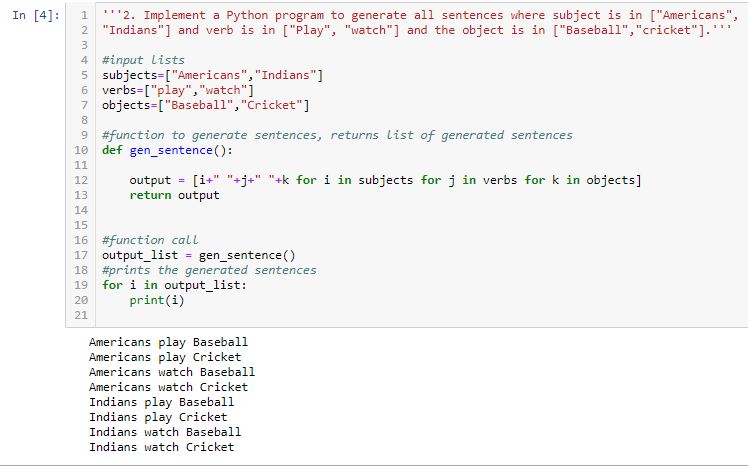 In [4]:
1 '''2. Implement a Python program to generate all sentences where subject is in ["Americans",
2 "Indians"] and verb is in ["Play", "watch"] and the object is in ["Baseball","cricket"].'''
3
4 #input lists
5 subjects=["Americans","Indians"]
6 verbs=["play","watch"]
7 objects=["Baseball","Cricket"]
8
9 #function to generate sentences, returns list of generated sentences
10 def gen_sentence():
11
12     output = [i+" "+j+" "+k for i in subjects for j in verbs for k in objects]
13     return output
14
15
16 #function call
17 output_list = gen_sentence()
18 #prints the generated sentences
19 for i in output_list:
20     print(i)
21
Americans play Baseball
Americans play Cricket
Americans watch Baseball
Americans watch Cricket
Indians play Baseball
Indians play Cricket
Indians watch Baseball
Indians watch Cricket